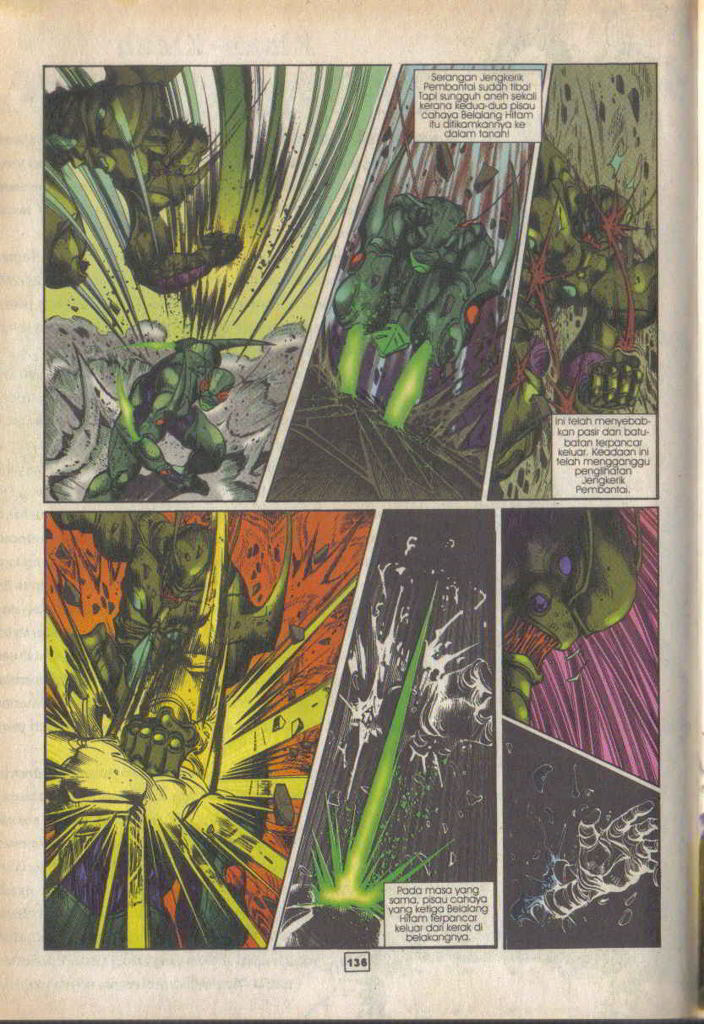 Serangan Jengkerik
Pembantai sudah tiba!
Tapi sungguh aneh sekali
kerana kedua-dua pisau
cahaya Belalang Hitam
itu ditikamkannya ke
dalam tanah!
Ini telah menyebab-
kan pasir dan batu-
batan terpancar
keluar. Keadaan ini
telah mengganggu
penglihatan
Jengkerik
Pembantai.
Pada masa yang
sama, pisau cahaya
yang ketiga Belalang
Hitam terpancar
keluar dari kerak di
belakangnya.
136